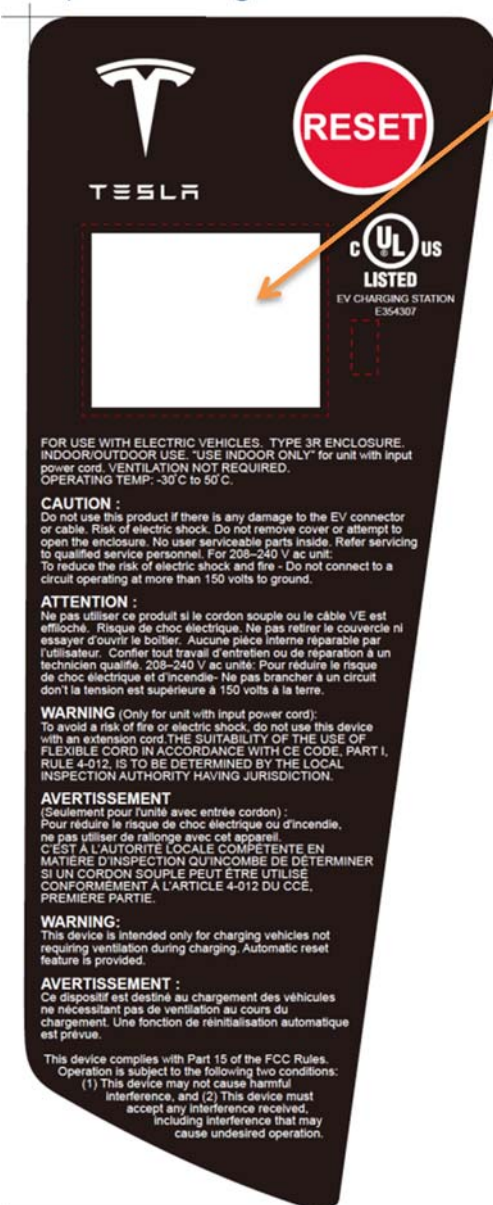 RESET
TESLA
C UL US
®
LISTED
EV CHARGING STATION
E354307
FOR USE WITH ELECTRIC VEHICLES. TYPE 3R ENCLOSURE.
INDOOR/OUTDOOR USE. "USE INDOOR ONLY" for unit with input
power cord. VENTILATION NOT REQUIRED.
OPERATING TEMP: -30°C to 50°C.
CAUTION :
Do not use this product if there is any damage to the EV connector
or cable. Risk of electric shock. Do not remove cover or attempt to
open the enclosure. No user serviceable parts inside. Refer servicing
to qualified service personnel. For 208–240 V ac unit:
To reduce the risk of electric shock and fire - Do not connect to a
circuit operating at more than 150 volts to ground.
ATTENTION :
Ne pas utiliser ce produit si le cordon souple ou le câble VE est
effiloché. Risque de choc électrique. Ne pas retirer le couvercle ni
essayer d'ouvrir le boîtier. Aucune pièce interne réparable par
l'utilisateur. Confier tout travail d'entretien ou de réparation à un
technicien qualifié. 208–240 V ac unité: Pour réduire le risque
de choc électrique et d'incendie- Ne pas brancher à un circuit
don't la tension est supérieure à 150 volts à la terre.
WARNING (Only for unit with input power cord):
To avoid a risk of fire or electric shock, do not use this device
with an extension cord.THE SUITABILITY OF THE USE OF
FLEXIBLE CORD IN ACCORDANCE WITH CE CODE, PART I,
RULE 4-012, IS TO BE DETERMINED BY THE LOCAL
INSPECTION AUTHORITY HAVING JURISDICTION.
AVERTISSEMENT
(Seulement pour l'unité avec entrée cordon) :
Pour réduire le risque de choc électrique ou d'incendie,
ne pas utiliser de rallonge avec cet appareil.
C'EST À L'AUTORITÉ LOCALE COMPÉTENTE EN
MATIÈRE D'INSPECTION QU'INCOMBE DE DÉTERMINER
SI UN CORDON SOUPLE PEUT ÊTRE UTILISÉ
CONFORMÉMENT À L'ARTICLE 4-012 DU CCÉ,
PREMIÈRE PARTIE.
WARNING:
This device is intended only for charging vehicles not
requiring ventilation during charging. Automatic reset
feature is provided.
AVERTISSEMENT :
Ce dispositif est destiné au chargement des véhicules
ne nécessitant pas de ventilation au cours du
chargement. Une fonction de réinitialisation automatique
est prévue.
This device complies with Part 15 of the FCC Rules.
Operation is subject to the following two conditions:
(1) This device may not cause harmful
interference, and (2) This device must
accept any interference received,
including interference that may
cause undesired operation.